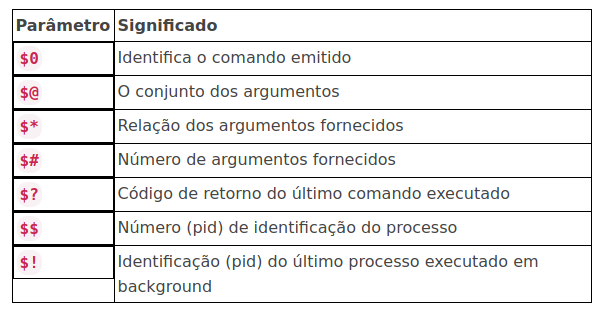 Parâmetro Significado
$0 Identifica o comando emitido
$@ O conjunto dos argumentos
$* Relação dos argumentos fornecidos
$# Número de argumentos fornecidos
$? Código de retorno do último comando executado
$$ Número (pid) de identificação do processo
$! Identificação (pid) do último processo executado em
background